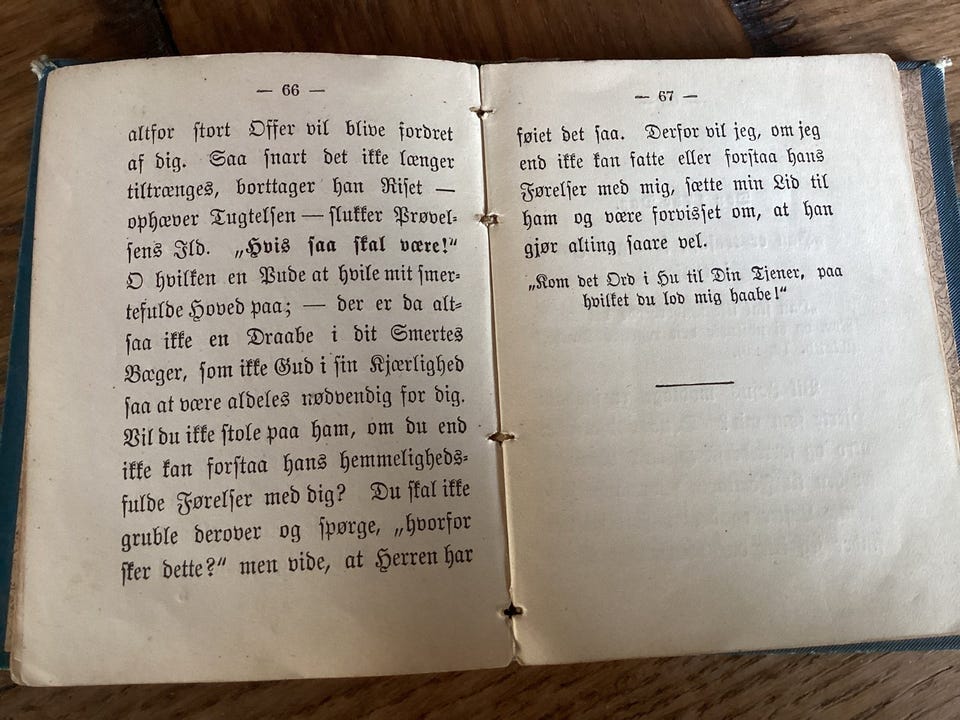 — 66 —
altfor stort Offer vil blive fordret
af dig. Saa snart det ikke længer
tiltrænges, borttager han Riset —
ophæver Tugtelsen — slukker Prøvel-
sens Ild. „Hvis saa skal være!“
O hvilken en Pude at hvile mit smer-
tefulde Hoved paa; — der er da alt-
saa ikke en Draabe i dit Smertes
Bæger, som ikke Gud i sin Kjærlighed
saa at være aldeles nødvendig for dig.
Vil du ikke stole paa ham, om du end
ikke kan forstaa hans hemmeligheds-
fulde Førelser med dig? Du skal ikke
gruble derover og spørge, „hvorfor
sker dette?“ men vide, at Herren har
— 67 —
føiet det saa. Derfor vil jeg, om jeg
end ikke kan fatte eller forstaa hans
Førelser med mig, sætte min Lid til
ham og være forvisset om, at han
gjør alting saare vel.
„Kom det Ord i Hu til Din Tjener, paa
hvilket du lod mig haabe!“